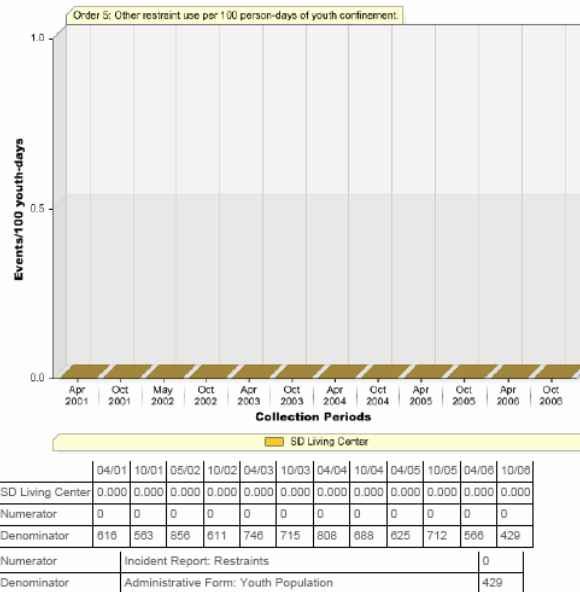 Order 5: Other restraint use per 100 person-days of youth confinement.
1.0
0.5
0.0
Events/100 youth-days
Apr Oct May Oct Apr Oct Apr Oct Apr Oct Apr Oct
2001 2001 2002 2002 2003 2003 2004 2004 2005 2005 2006 2006
Collection Periods
SD Living Center
04/01 10/01 05/02 10/02 04/03 10/03 04/04 10/04 04/05 10/05 04/06 10/06
SD Living Center 0.000 0.000 0.000 0.000 0.000 0.000 0.000 0.000 0.000 0.000 0.000 0.000
Numerator 0 0 0 0 0 0 0 0 0 0 0 0
Denominator 616 563 856 611 746 715 808 688 625 712 566 429
Numerator Incident Report: Restraints 0
Denominator Administrative Form: Youth Population 429